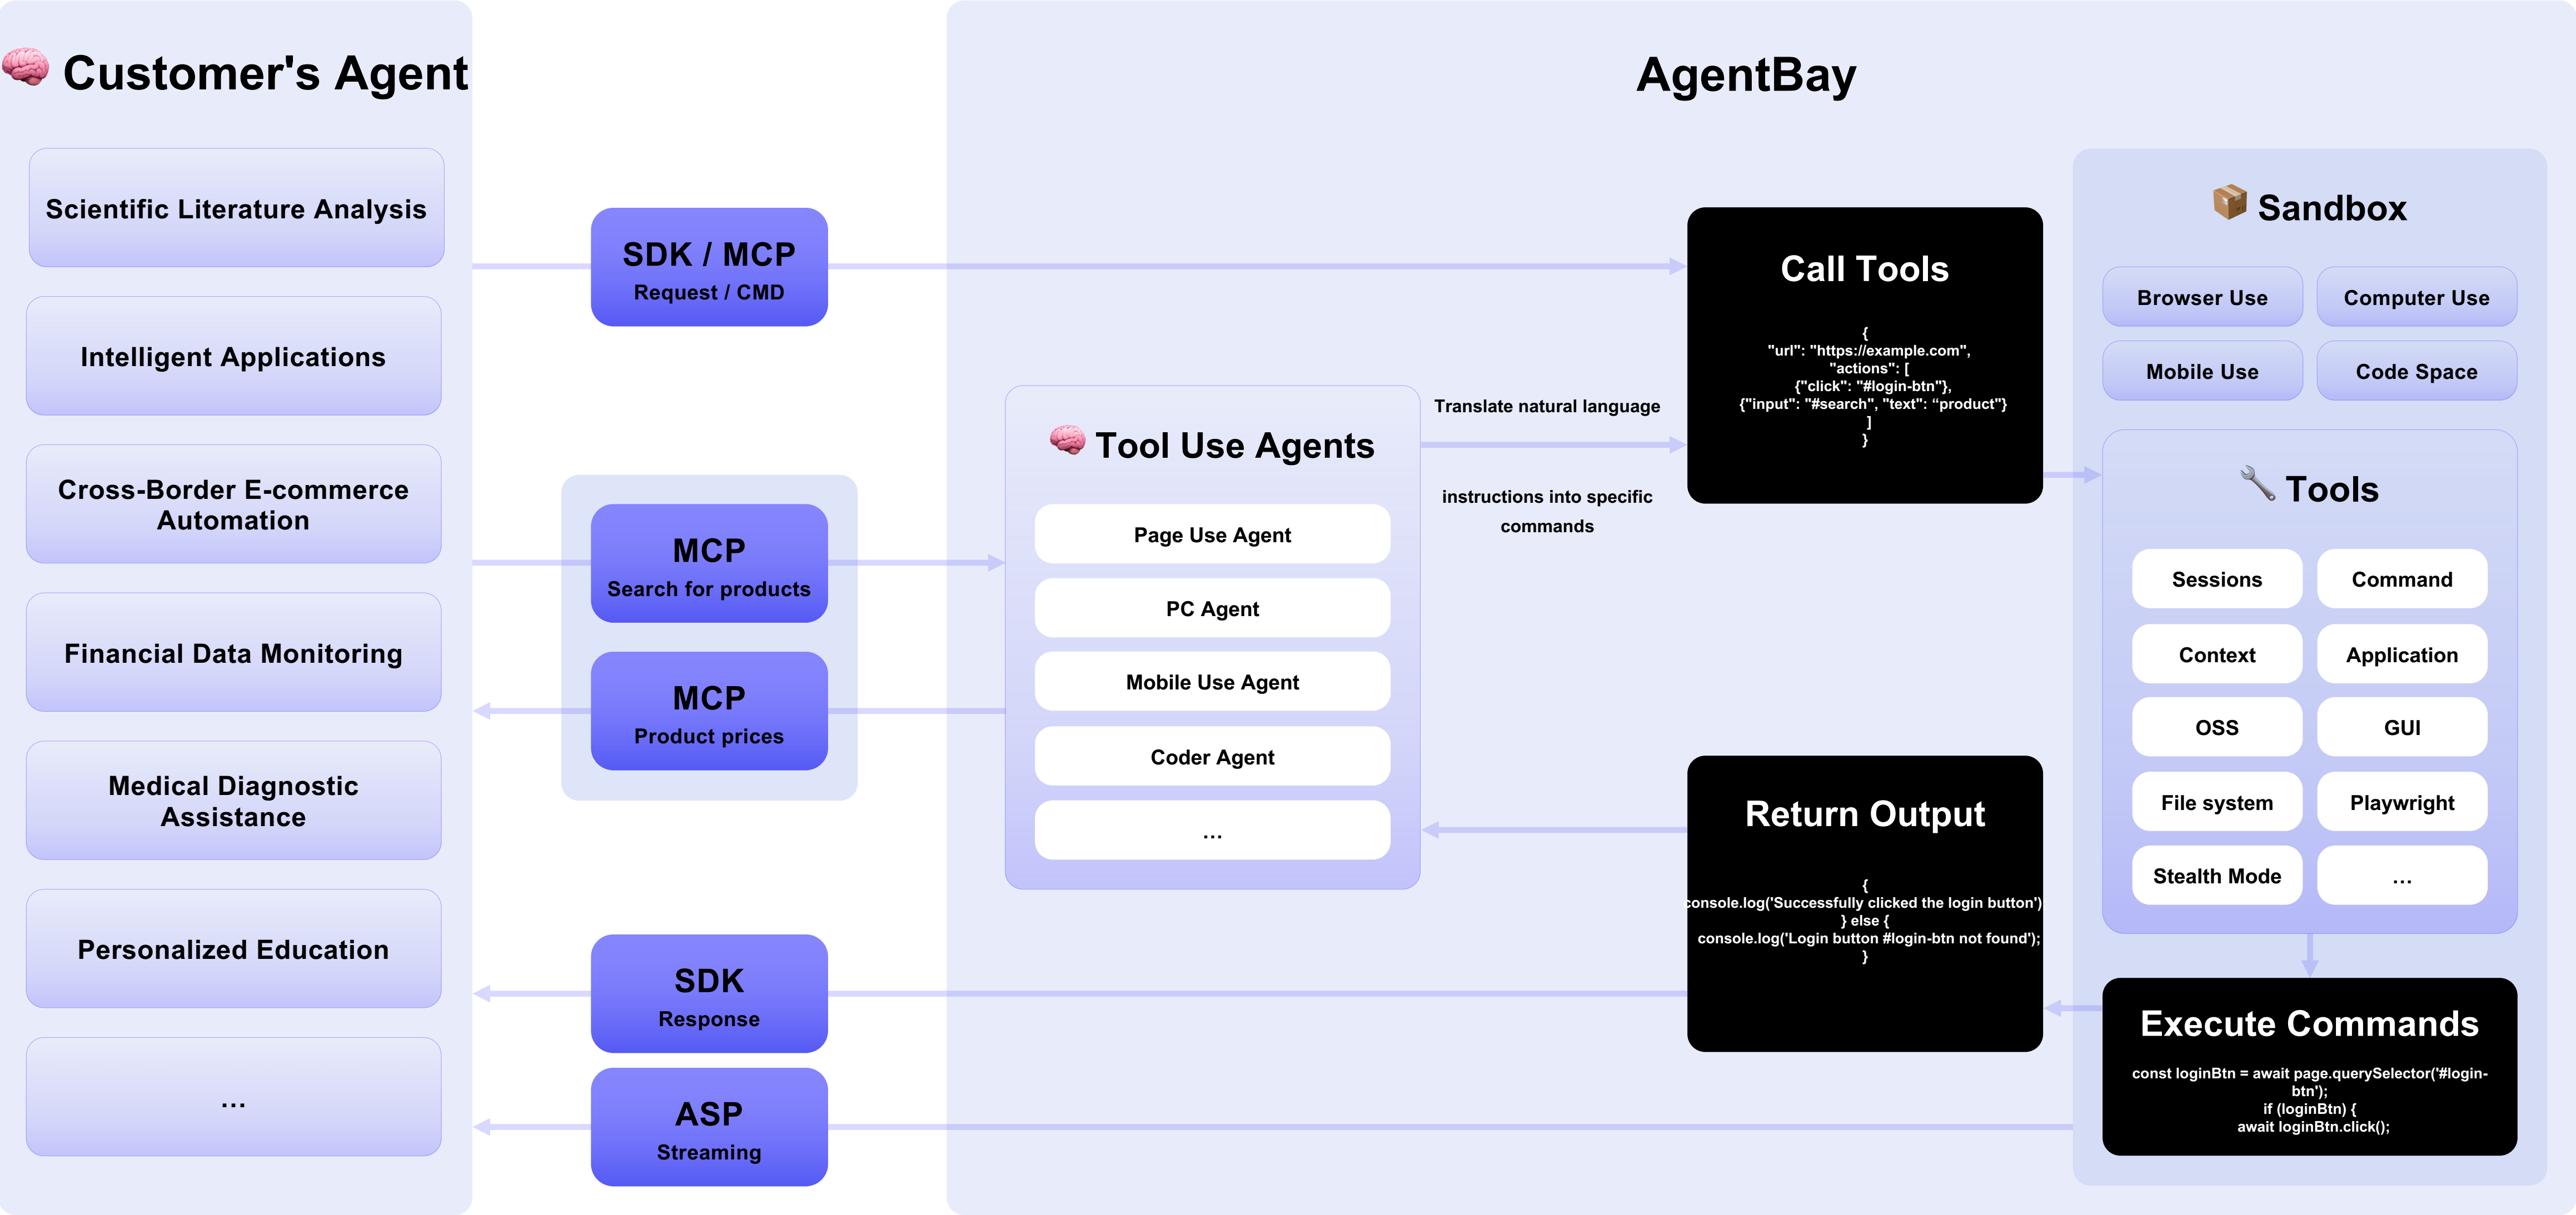 Customer's Agent
Scientific Literature Analysis
Intelligent Applications
Cross-Border E-commerce
Automation
Financial Data Monitoring
Medical Diagnostic
Assistance
Personalized Education
...
SDK / MCP
Request / CMD
MCP
Search for products
MCP
Product prices
SDK
Response
ASP
Streaming
AgentBay
Tool Use Agents
Page Use Agent
PC Agent
Mobile Use Agent
Coder Agent
...
Translate natural language
instructions into specific
commands
Call Tools
{
"url": "https://example.com",
"actions": [
{"click": "#login-btn"},
{"input": "#search", "text": “product"}
]
}
Return Output
{
console.log('Successfully clicked the login button')
} else {
console.log('Login button #login-btn not found');
}
Sandbox
Browser Use
Computer Use
Mobile Use
Code Space
Tools
Sessions
Command
Context
Application
OSS
GUI
File system
Playwright
Stealth Mode
...
Execute Commands
const loginBtn = await page.querySelector('#login-
btn');
if (loginBtn) {
await loginBtn.click();